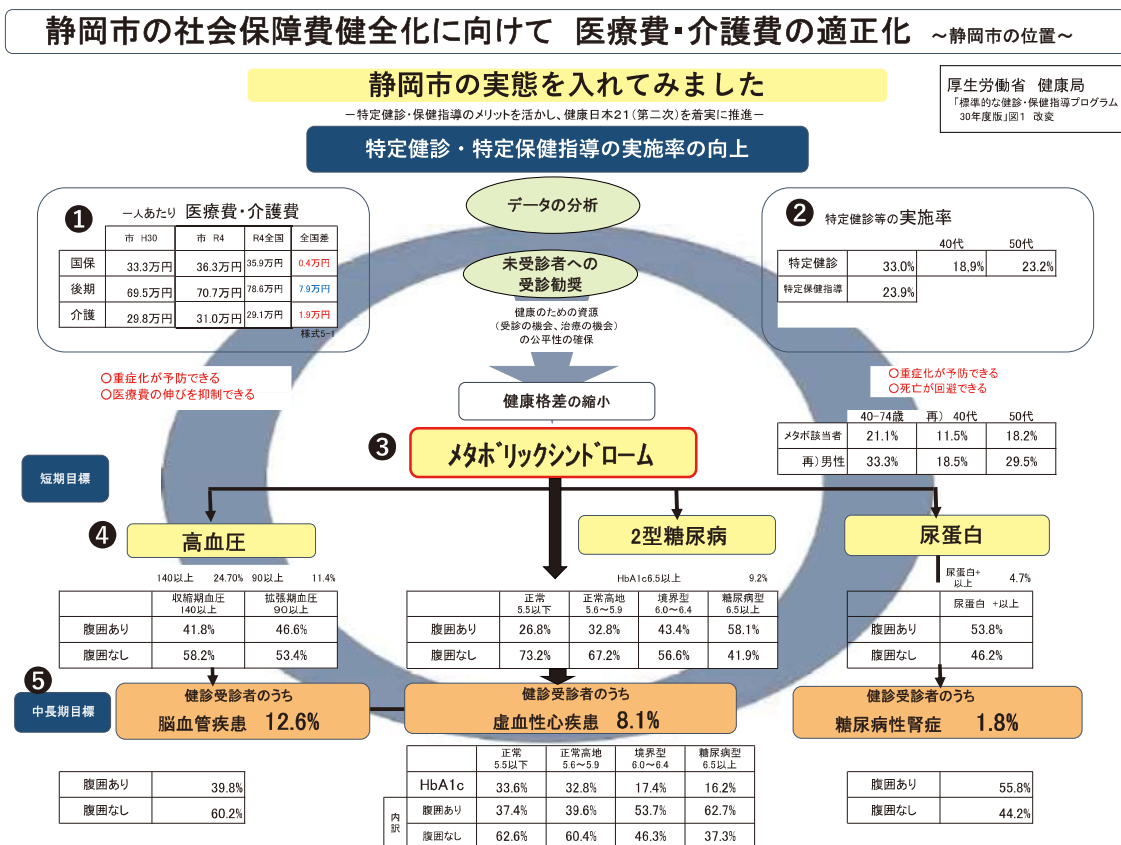 静岡市の社会保障費健全化に向けて 医療費・介護費の適正化 ～静岡市の位置～
静岡市の実態を入れてみました
－特定健診・保健指導のメリットを活かし、健康日本21（第二次）を着実に推進－
厚生労働省 健康局
「標準的な健診・保健指導プログラム
30年度版」図1 改変
特定健診・特定保健指導の実施率の向上
❶ 一人あたり 医療費・介護費
市 H30 市 R4 R4全国 全国差
国保 33.3万円 36.3万円 35.9万円 0.4万円
後期 69.5万円 70.7万円 78.6万円 7.9万円
介護 29.8万円 31.0万円 29.1万円 1.9万円
様式5-1
データの分析
未受診者への
受診勧奨
健康のための資源
（受診の機会、治療の機会）
の公平性の確保
健康格差の縮小
❷ 特定健診等の実施率
40代 50代
特定健診 33.0% 18,9% 23.2%
特定保健指導 23.9%
○重症化が予防できる
○医療費の伸びを抑制できる
○重症化が予防できる
○死亡が回避できる
❸ メタボリックシンドローム
40-74歳 再） 40代 50代
メタボ該当者 21.1% 11.5% 18.2%
再）男性 33.3% 18.5% 29.5%
短期目標
❹ 高血圧
2型糖尿病
尿蛋白
140以上 24.70% 90以上 11.4%
HbA1c6.5以上 9.2%
尿蛋白+
以上 4.7%
収縮期血圧
140以上
拡張期血圧
90以上
腹囲あり 41.8% 46.6%
腹囲なし 58.2% 53.4%
正常
5.5以下
正常高地
5.6～5.9
境界型
6.0～6.4
糖尿病型
6.5以上
腹囲あり 26.8% 32.8% 43.4% 58.1%
腹囲なし 73.2% 67.2% 56.6% 41.9%
尿蛋白 +以上
腹囲あり 53.8%
腹囲なし 46.2%
❺
中長期目標
健診受診者のうち
脳血管疾患 12.6%
健診受診者のうち
虚血性心疾患 8.1%
健診受診者のうち
糖尿病性腎症 1.8%
腹囲あり 39.8%
腹囲なし 60.2%
正常
5.5以下
正常高地
5.6～5.9
境界型
6.0～6.4
糖尿病型
6.5以上
HbA1c 33.6% 32.8% 17.4% 16.2%
内訳
腹囲あり 37.4% 39.6% 53.7% 62.7%
腹囲なし 62.6% 60.4% 46.3% 37.3%
腹囲あり 55.8%
腹囲なし 44.2%